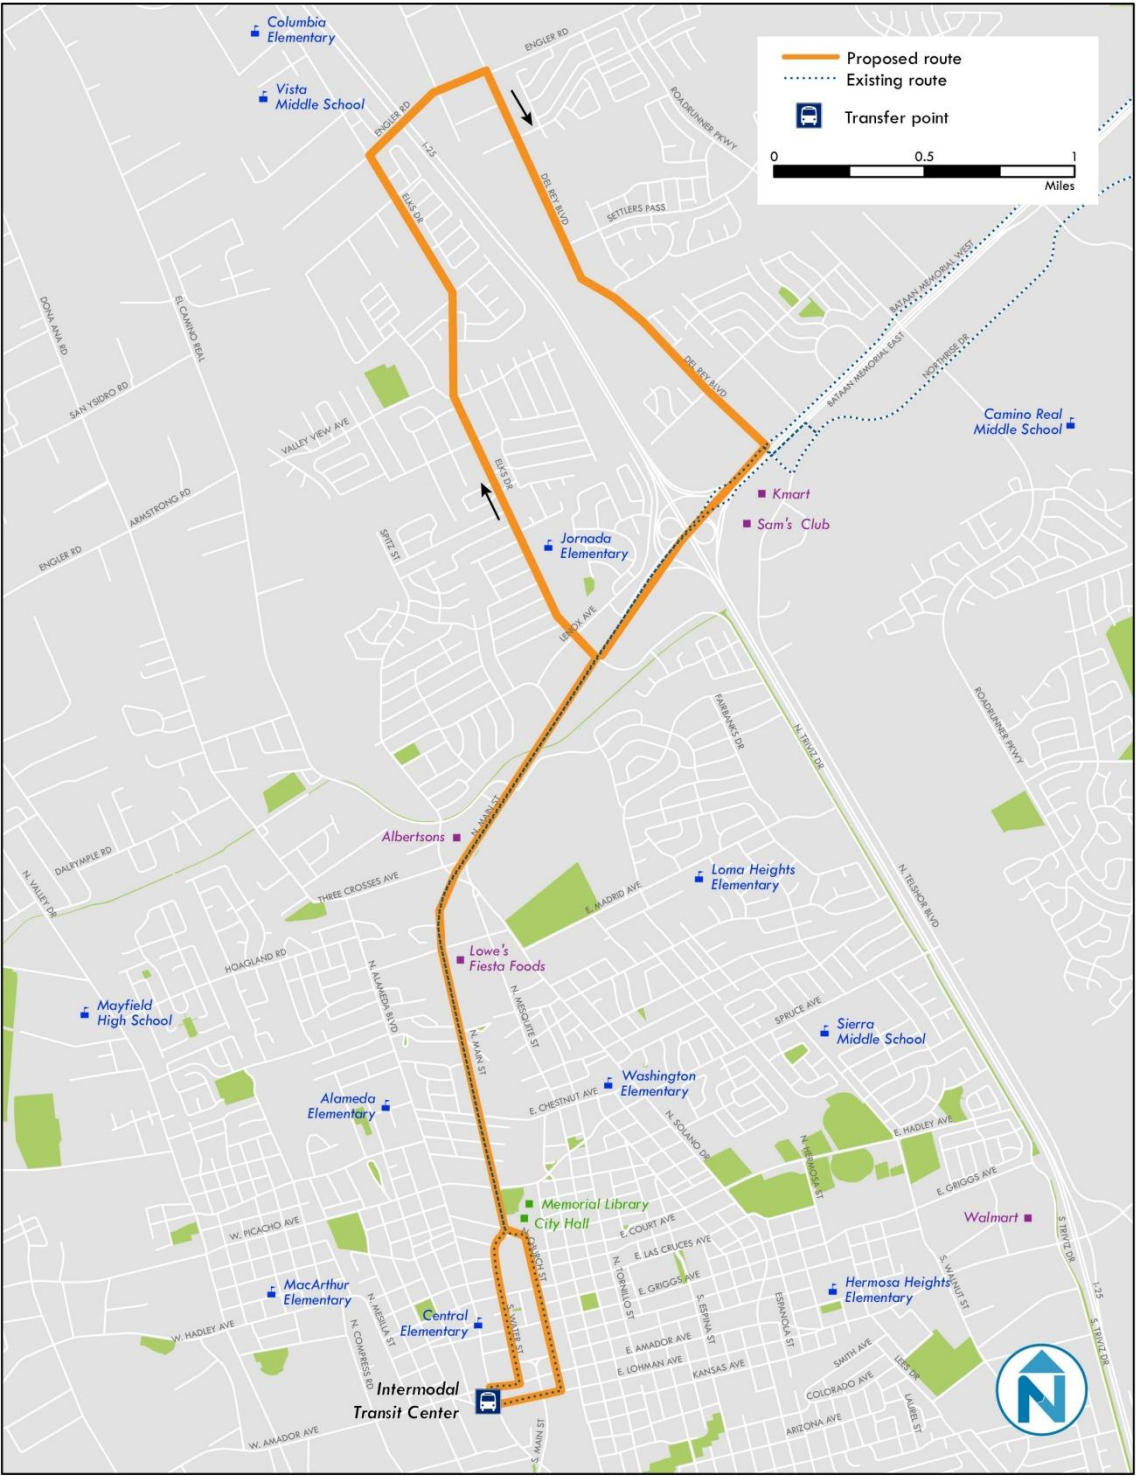 Columbia
Elementary
Vista
Middle School
ENGLER RD
ENGLER RD
I-25
ROADRUNNER PKWY
Proposed route
Existing route
Transfer point
0
0.5
1
Miles
ELKS DR
DEL REY BLVD
SETTLERS PASS
BATAAN MEMORIAL WEST
DONA ANA RD
EL CAMINO REAL
BATAAN MEMORIAL EAST
NORTHRISE DR
DEL REY BLVD
SAN YSIDRO RD
VALLEY VIEW AVE
Camino Real
Middle School
ELKS DR
ARMSTRONG RD
Kmart
Sam's Club
ENGLER RD
SPITZ ST
Jornada
Elementary
LENOX AVE
FAIRBANKS DR
N. TRIVIZ DR
ROADRUNNER PKWY
N. MAIN ST
Albertsons
DALRYMPLE RD
N. VALLEY DR
THREE CROSSES AVE
Loma Heights
Elementary
E. MADRID AVE
N. TELSHOR BLVD
Lowe's
Fiesta Foods
HOAGLAND RD
N. ALAMEDA BLVD
N. MESQUITE ST
Mayfield
High School
SPRUCE AVE
Sierra
Middle School
N. MAIN ST
Washington
Elementary
Alameda
Elementary
E. CHESTNUT AVE
N. SOLANO DR
N. HERMOSA ST
E. HADLEY AVE
E. GRIGGS AVE
Memorial Library
City Hall
Walmart
W. PICACHO AVE
N. CHURCH ST
E. COURT AVE
E. LAS CRUCES AVE
S TRIVIZ DR
E. GRIGGS AVE
N. TORNILLO ST
S. WALNUT ST
MacArthur
Elementary
Hermosa Heights
Elementary
I-25
N. MESILLA ST
S. WATER ST
S. ESPINA ST
ESPANOLA ST
Central
Elementary
W. HADLEY AVE
N. COMPRESS RD
E. AMADOR AVE
E. LOHMAN AVE
KANSAS AVE
SMITH AVE
LEES DR
S. TRIVIZ DR
Intermodal
Transit Center
COLORADO AVE
LAUREL ST
ARIZONA AVE
W. AMADOR AVE
S. MAIN ST
N